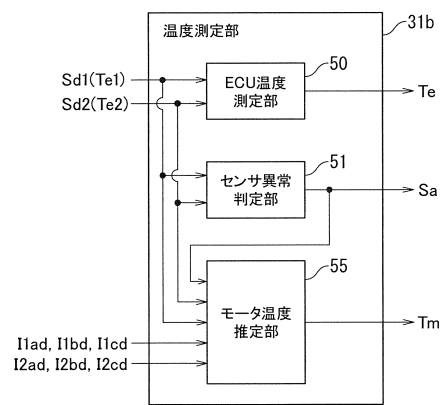 31b
温度測定部
Sd1(Te1)
Sd2(Te2)
50
ECU温度
測定部
Te
51
センサ異常
判定部
Sa
55
モータ温度
推定部
Tm
I1ad, I1bd, I1cd
I2ad, I2bd, I2cd